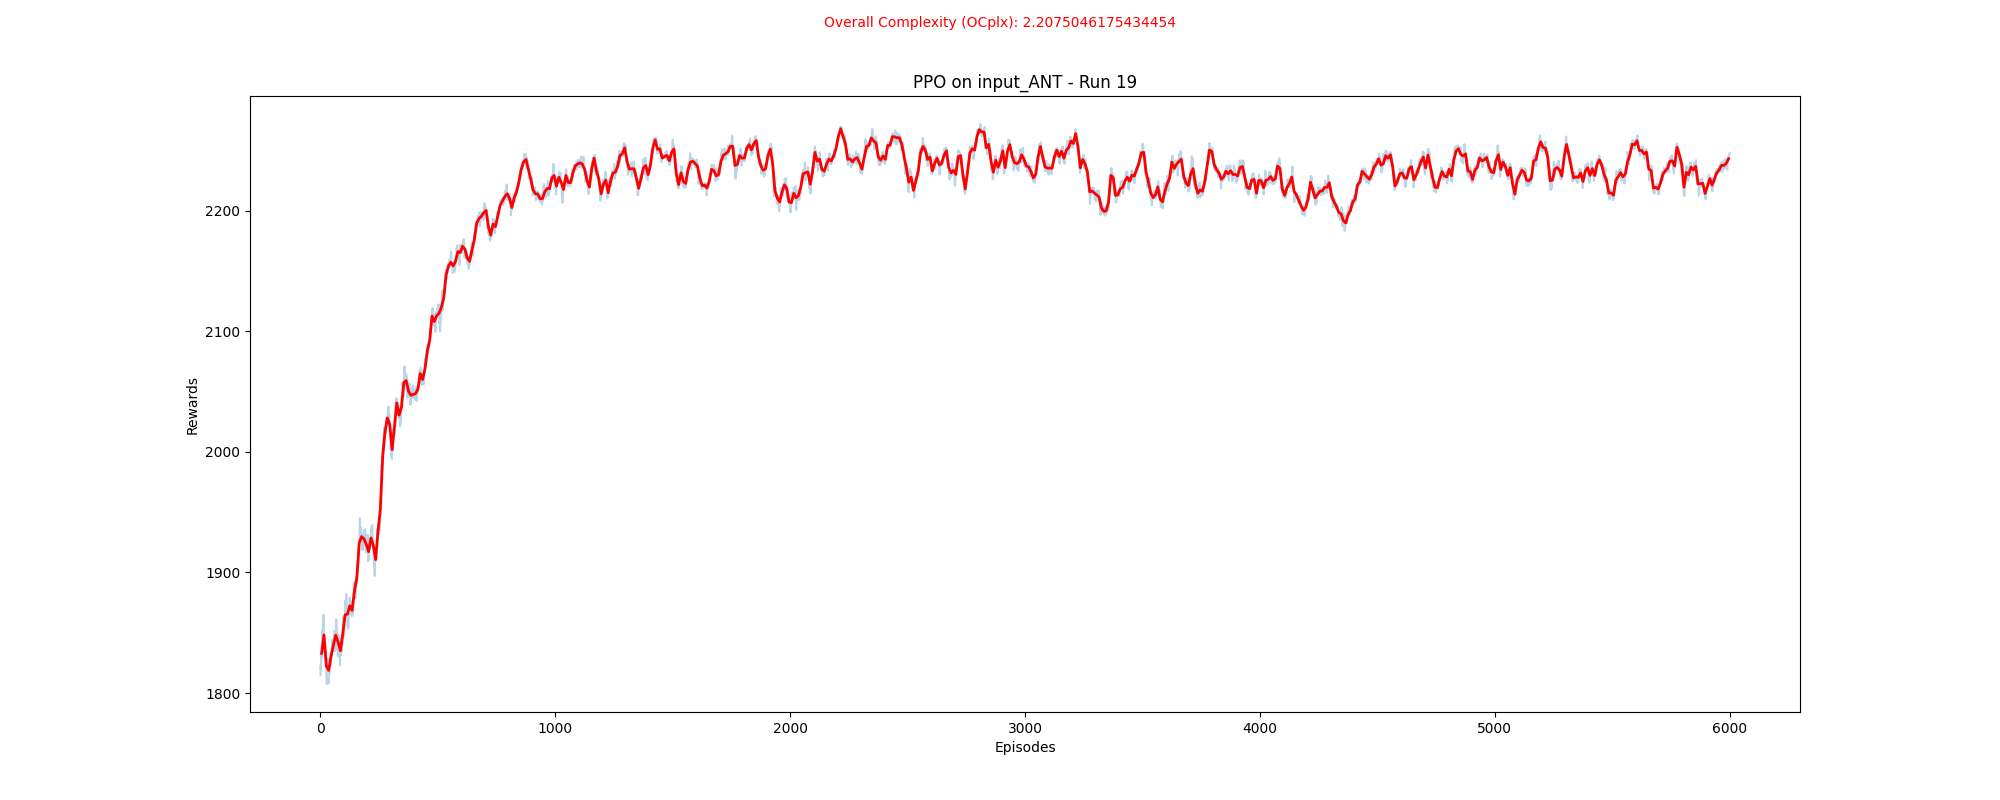 Overall Complexity (OCplx): 2.2075046175434454
PPO on input_ANT - Run 19
Rewards
2200
2100
2000
1900
1800
0 1000 2000 3000 4000 5000 6000
Episodes